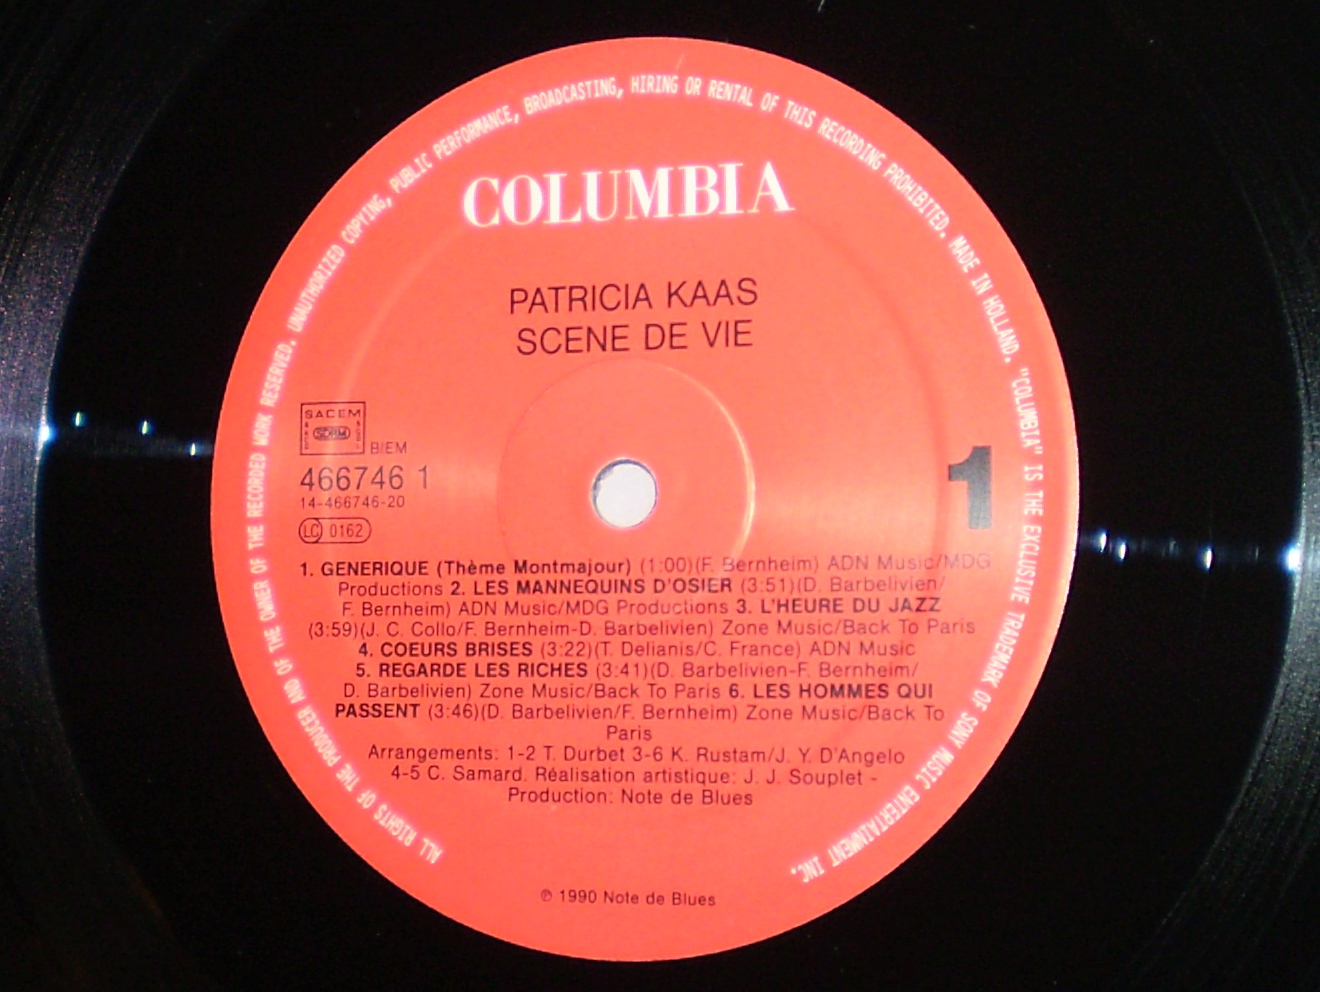 ALL RIGHTS OF THE PRODUCER AND OF THE OWNER OF THE RECORDED WORK RESERVED. UNAUTHORIZED COPYING, PUBLIC PERFORMANCE, BROADCASTING, HIRING OR RENTAL OF THIS RECORDING PROHIBITED. MADE IN HOLLAND. "COLUMBIA" IS THE EXCLUSIVE TRADEMARK OF SONY MUSIC ENTERTAINMENT INC.
COLUMBIA
PATRICIA KAAS
SCENE DE VIE
SACEM
SDRM
BIEM
466746 1
14-466746-20
LC 0162
1
1. GENERIQUE (Thème Montmajour) (1:00)(F. Bernheim) ADN Music/MDG
Productions 2. LES MANNEQUINS D'OSIER (3:51)(D. Barbelivien/
F. Bernheim) ADN Music/MDG Productions 3. L'HEURE DU JAZZ
(3:59)(J. C. Collo/F. Bernheim-D. Barbelivien) Zone Music/Back To Paris
4. COEURS BRISES (3:22)(T. Delianis/C. France) ADN Music
5. REGARDE LES RICHES (3:41)(D. Barbelivien-F. Bernheim/
D. Barbelivien) Zone Music/Back To Paris 6. LES HOMMES QUI
PASSENT (3:46)(D. Barbelivien/F. Bernheim) Zone Music/Back To
Paris
Arrangements: 1-2 T. Durbet 3-6 K. Rustam/J. Y. D'Angelo
4-5 C. Samard. Réalisation artistique: J. J. Souplet -
Production: Note de Blues
℗ 1990 Note de Blues